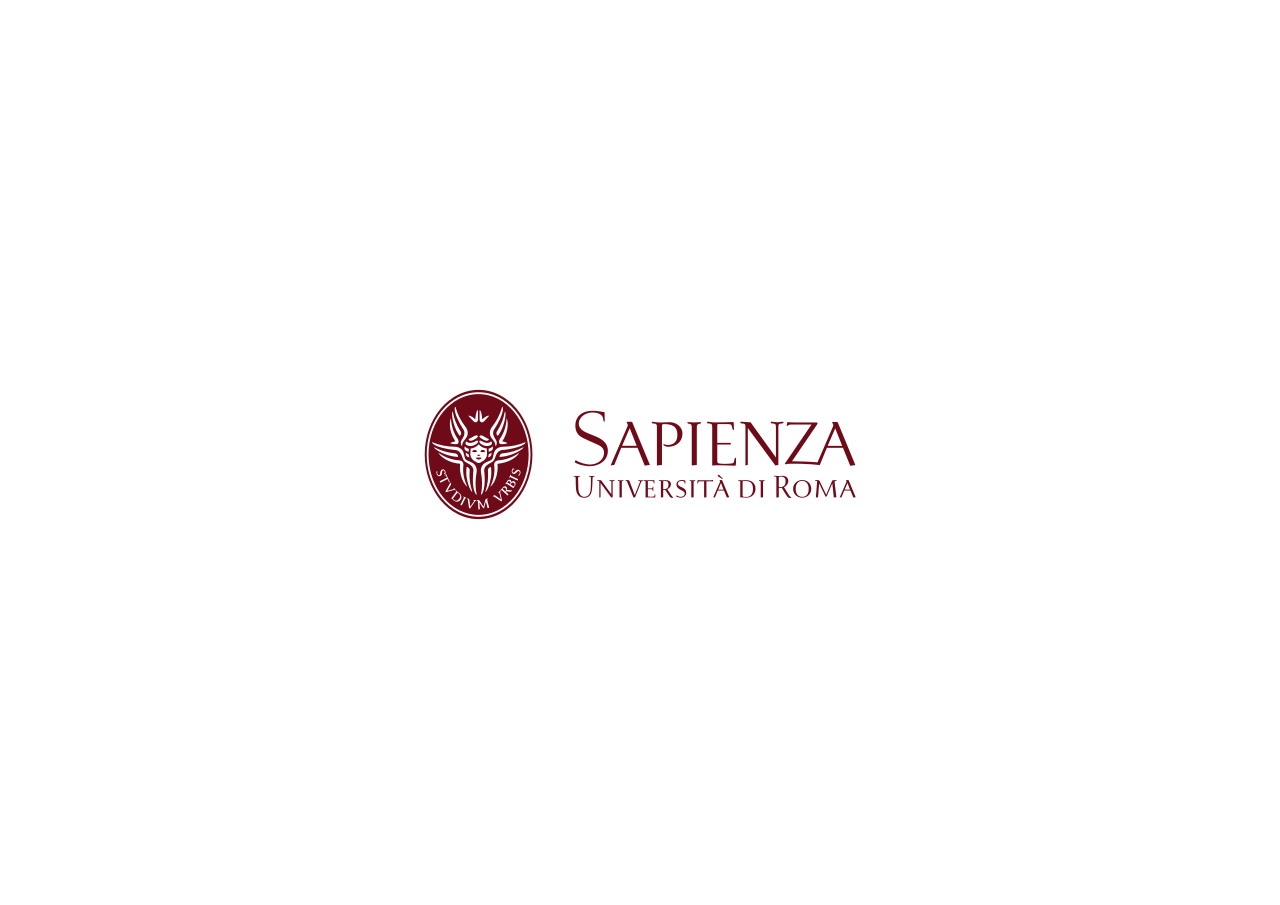 STVDIVM VRBIS
SAPIENZA
UNIVERSITÀ DI ROMA